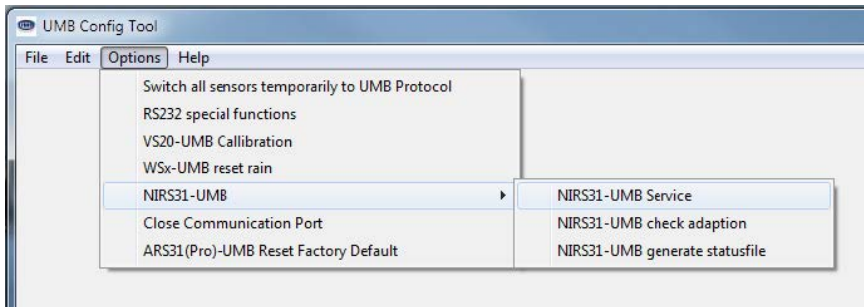 UMB Config Tool
File Edit Options Help
Switch all sensors temporarily to UMB Protocol
RS232 special functions
VS20-UMB Callibration
WSx-UMB reset rain
NIRS31-UMB
NIRS31-UMB Service
Close Communication Port
NIRS31-UMB check adaption
ARS31(Pro)-UMB Reset Factory Default
NIRS31-UMB generate statusfile